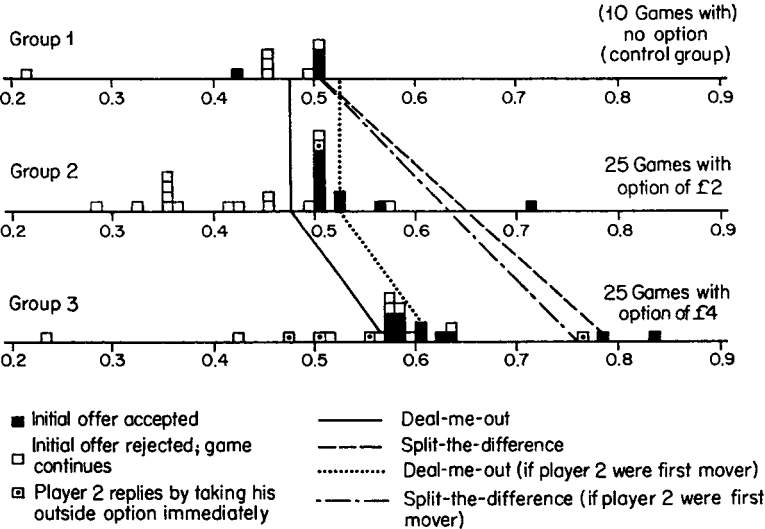 Group 1
(10 Games with)
no option
(control group)
0.2 0.3 0.4 0.5 0.6 0.7 0.8 0.9
Group 2
25 Games with
option of £2
0.2 0.3 0.4 0.5 0.6 0.7 0.8 0.9
Group 3
25 Games with
option of £4
0.2 0.3 0.4 0.5 0.6 0.7 0.8 0.9
Initial offer accepted
Initial offer rejected; game
continues
Player 2 replies by taking his
outside option immediately
Deal-me-out
Split-the-difference
Deal-me-out (if player 2 were first mover)
Split-the-difference (if player 2 were first
mover)